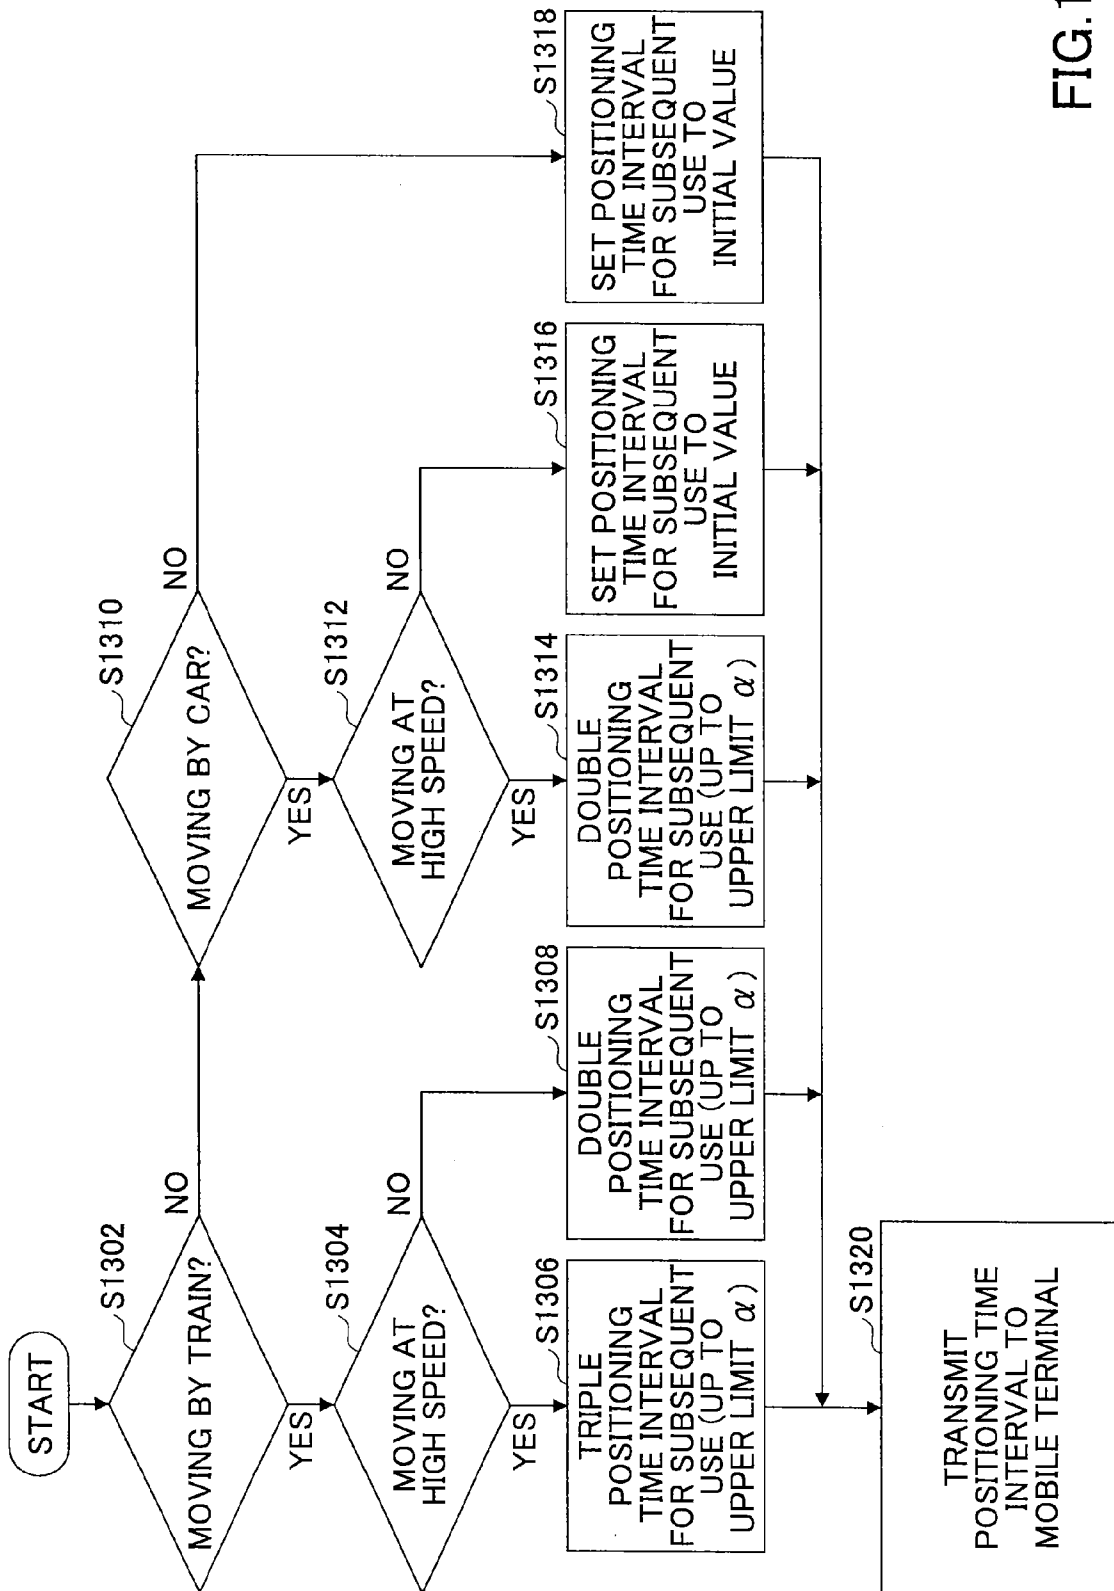 START
S1302
MOVING BY TRAIN?
NO
YES
S1304
MOVING AT
HIGH SPEED?
NO
YES
S1306
TRIPLE
POSITIONING
TIME INTERVAL
FOR SUBSEQUENT
USE (UP TO
UPPER LIMIT α)
S1308
DOUBLE
POSITIONING
TIME INTERVAL
FOR SUBSEQUENT
USE (UP TO
UPPER LIMIT α)
S1310
MOVING BY CAR?
NO
YES
S1312
MOVING AT
HIGH SPEED?
NO
YES
S1314
DOUBLE
POSITIONING
TIME INTERVAL
FOR SUBSEQUENT
USE (UP TO
UPPER LIMIT α)
S1316
SET POSITIONING
TIME INTERVAL
FOR SUBSEQUENT
USE TO
INITIAL VALUE
S1318
SET POSITIONING
TIME INTERVAL
FOR SUBSEQUENT
USE TO
INITIAL VALUE
S1320
TRANSMIT
POSITIONING TIME
INTERVAL TO
MOBILE TERMINAL
FIG.1